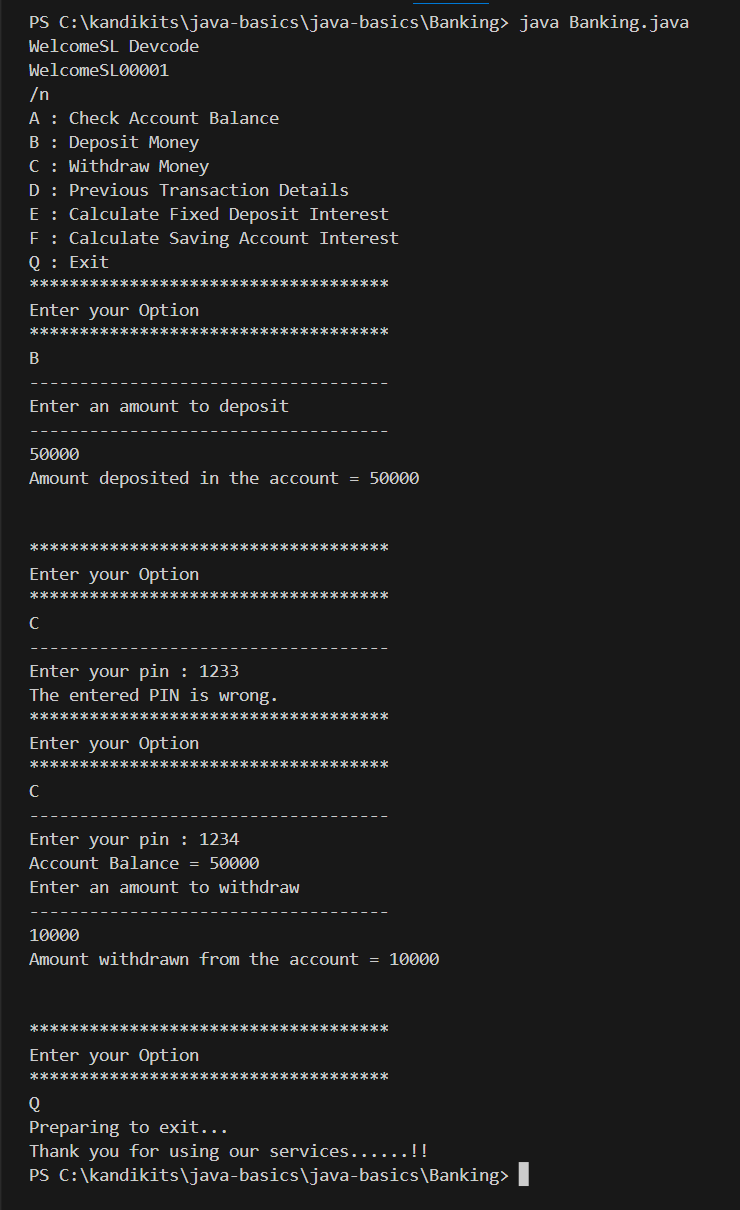 PS C:\kandikits\java-basics\java-basics\Banking> java Banking.java
WelcomeSL Devcode
WelcomeSL00001
/n
A : Check Account Balance
B : Deposit Money
C : Withdraw Money
D : Previous Transaction Details
E : Calculate Fixed Deposit Interest
F : Calculate Saving Account Interest
Q : Exit
************************************
Enter your Option
************************************
B
------------------------------------
Enter an amount to deposit
------------------------------------
50000
Amount deposited in the account = 50000
************************************
Enter your Option
************************************
C
------------------------------------
Enter your pin : 1233
The entered PIN is wrong.
************************************
Enter your Option
************************************
C
------------------------------------
Enter your pin : 1234
Account Balance = 50000
Enter an amount to withdraw
------------------------------------
10000
Amount withdrawn from the account = 10000
************************************
Enter your Option
************************************
Q
Preparing to exit...
Thank you for using our services......!!
PS C:\kandikits\java-basics\java-basics\Banking>